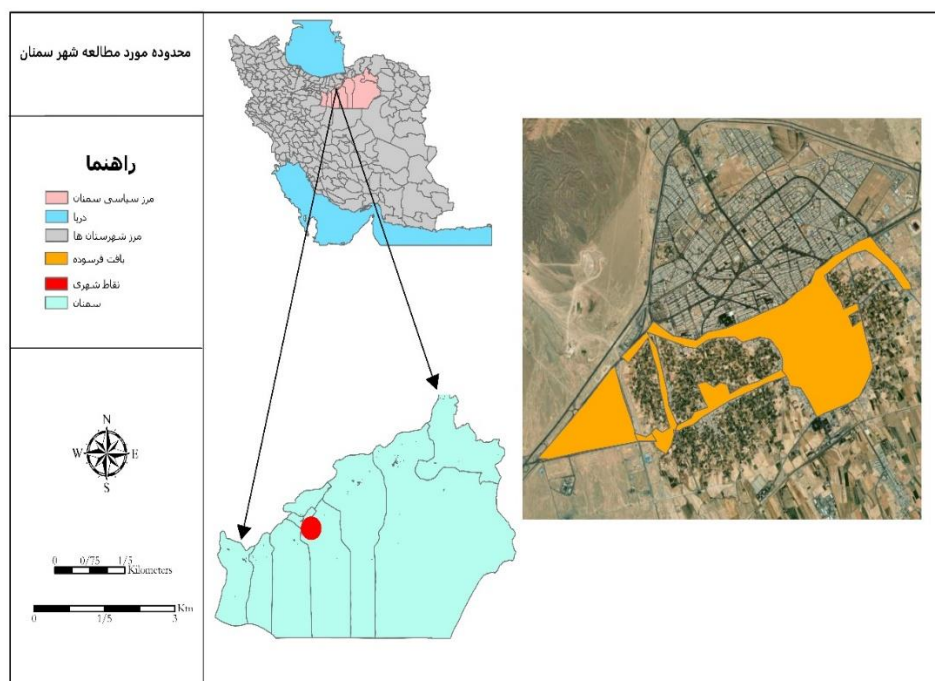 محدوده مورد مطالعه شهر سمنان
راهنما
مرز سیاسی سمنان
دریا
مرز شهرستان ها
بافت فرسوده
نقاط شهری
سمنان
N
W E
S
0 0/75 1/5
Kilometers
Km
0 1/5 3